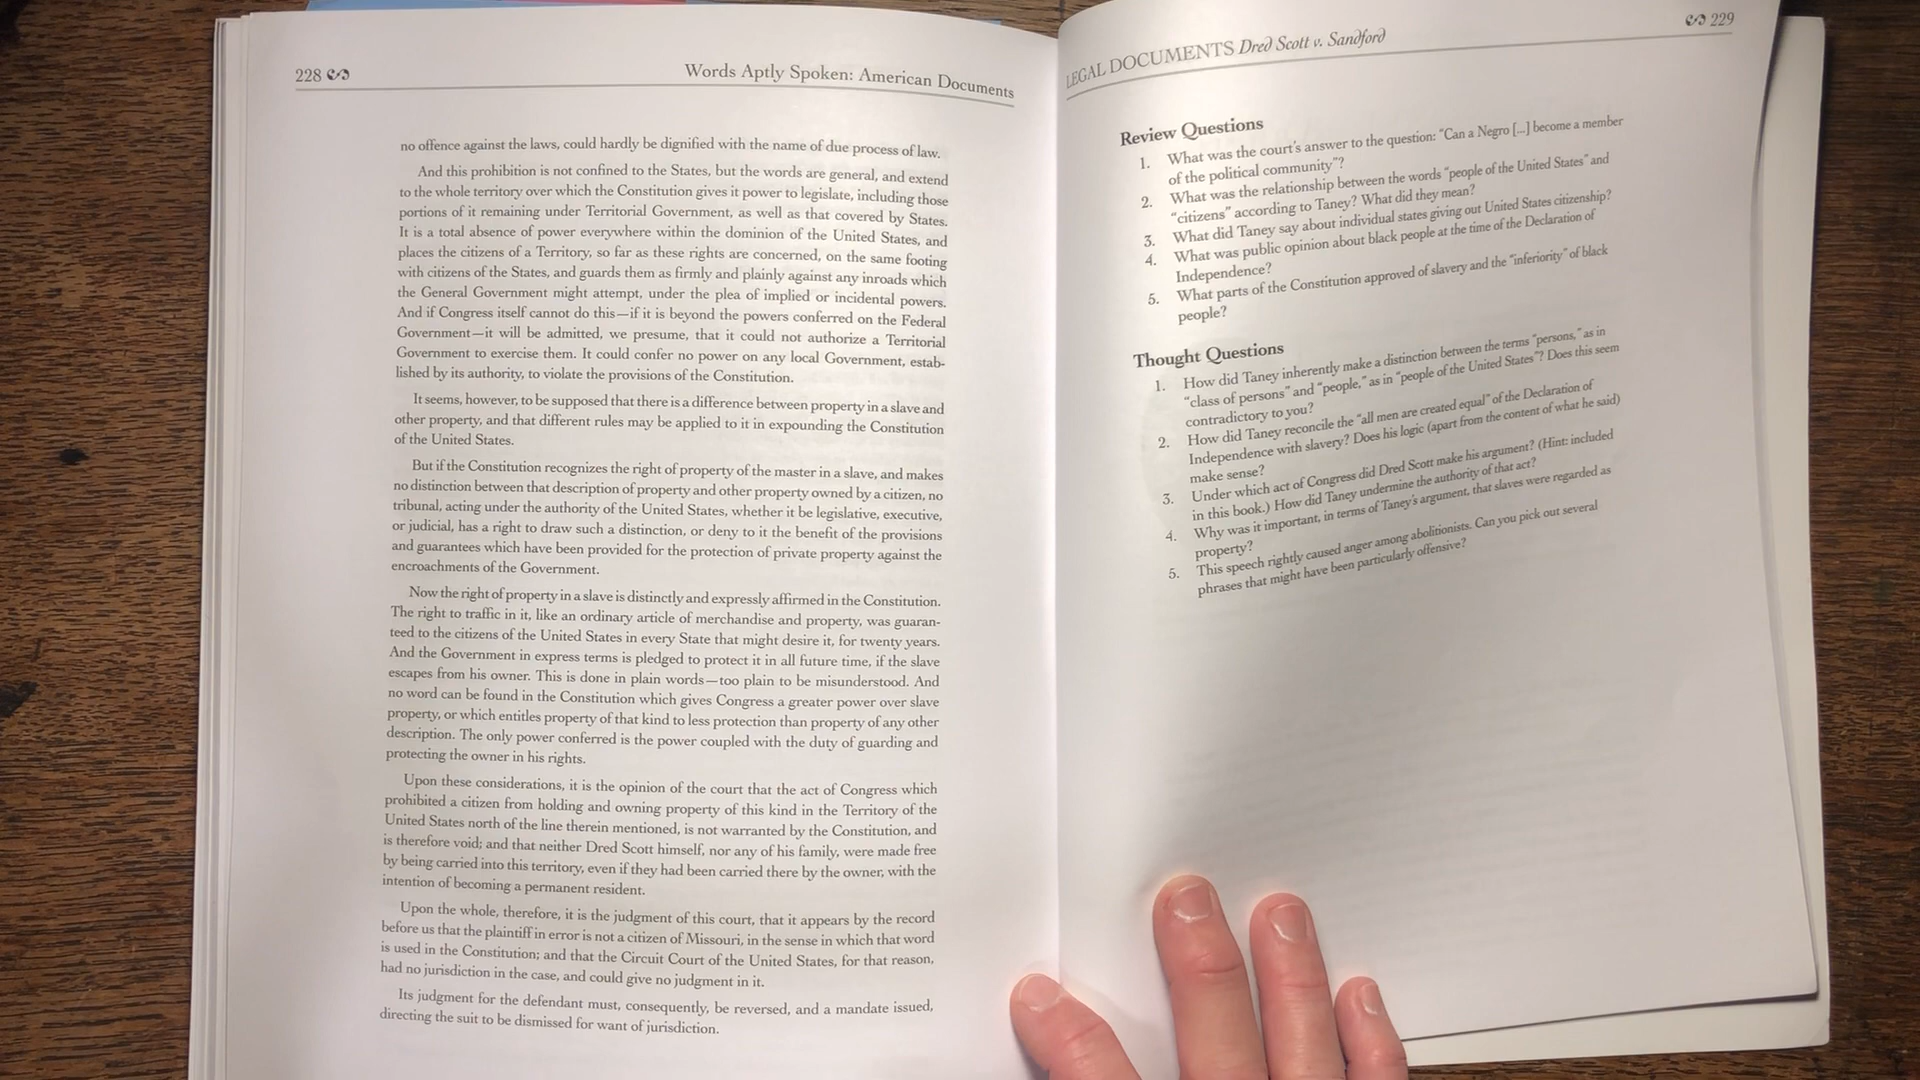 228
Words Aptly Spoken: American Documents
no offence against the laws, could hardly be dignified with the name of due process of law.
And this prohibition is not confined to the States, but the words are general, and extend
to the whole territory over which the Constitution gives it power to legislate, including those
portions of it remaining under Territorial Government, as well as that covered by States.
It is a total absence of power everywhere within the dominion of the United States, and
places the citizens of a Territory, so far as these rights are concerned, on the same footing
with citizens of the States, and guards them as firmly and plainly against any inroads which
the General Government might attempt, under the plea of implied or incidental powers.
And if Congress itself cannot do this—if it is beyond the powers conferred on the Federal
Government—it will be admitted, we presume, that it could not authorize a Territorial
Government to exercise them. It could confer no power on any local Government, estab-
lished by its authority, to violate the provisions of the Constitution.
It seems, however, to be supposed that there is a difference between property in a slave and
other property, and that different rules may be applied to it in expounding the Constitution
of the United States.
But if the Constitution recognizes the right of property of the master in a slave, and makes
no distinction between that description of property and other property owned by a citizen, no
tribunal, acting under the authority of the United States, whether it be legislative, executive,
or judicial, has a right to draw such a distinction, or deny to it the benefit of the provisions
and guarantees which have been provided for the protection of private property against the
encroachments of the Government.
Now the right of property in a slave is distinctly and expressly affirmed in the Constitution.
The right to traffic in it, like an ordinary article of merchandise and property, was guaran-
teed to the citizens of the United States in every State that might desire it, for twenty years.
And the Government in express terms is pledged to protect it in all future time, if the slave
escapes from his owner. This is done in plain words—too plain to be misunderstood. And
no word can be found in the Constitution which gives Congress a greater power over slave
property, or which entitles property of that kind to less protection than property of any other
description. The only power conferred is the power coupled with the duty of guarding and
protecting the owner in his rights.
Upon these considerations, it is the opinion of the court that the act of Congress which
prohibited a citizen from holding and owning property of this kind in the Territory of the
United States north of the line therein mentioned, is not warranted by the Constitution, and
is therefore void; and that neither Dred Scott himself, nor any of his family, were made free
by being carried into this territory, even if they had been carried there by the owner, with the
intention of becoming a permanent resident.
Upon the whole, therefore, it is the judgment of this court, that it appears by the record
before us that the plaintiff in error is not a citizen of Missouri, in the sense in which that word
is used in the Constitution; and that the Circuit Court of the United States, for that reason,
had no jurisdiction in the case, and could give no judgment in it.
Its judgment for the defendant must, consequently, be reversed, and a mandate issued,
directing the suit to be dismissed for want of jurisdiction.
LEGAL DOCUMENTS Dred Scott v. Sandford
229
Review Questions
1. What was the court's answer to the question: "Can a Negro [...] become a member
of the political community"?
2. What was the relationship between the words "people of the United States" and
"citizens" according to Taney? What did they mean?
3. What did Taney say about individual states giving out United States citizenship?
4. What was public opinion about black people at the time of the Declaration of
Independence?
5. What parts of the Constitution approved of slavery and the "inferiority" of black
people?
Thought Questions
1. How did Taney inherently make a distinction between the terms "persons," as in
"class of persons" and "people," as in "people of the United States"? Does this seem
contradictory to you?
2. How did Taney reconcile the "all men are created equal" of the Declaration of
Independence with slavery? Does his logic (apart from the content of what he said)
make sense?
3. Under which act of Congress did Dred Scott make his argument? (Hint: included
in this book.) How did Taney undermine the authority of that act?
4. Why was it important, in terms of Taney's argument, that slaves were regarded as
property?
5. This speech rightly caused anger among abolitionists. Can you pick out several
phrases that might have been particularly offensive?